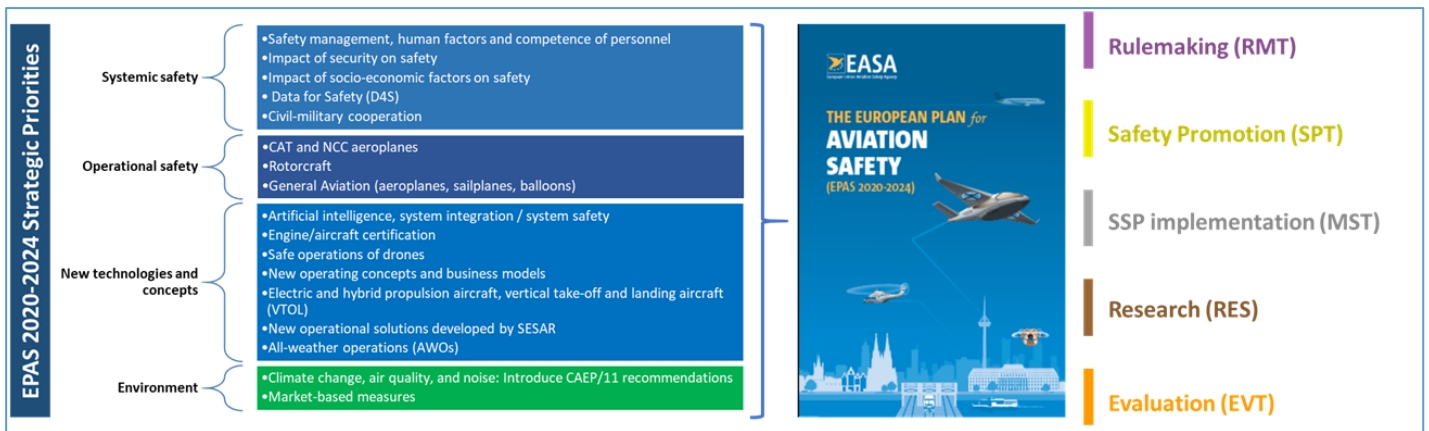 EPAS 2020-2024 Strategic Priorities
Systemic safety
•Safety management, human factors and competence of personnel
•Impact of security on safety
•Impact of socio-economic factors on safety
• Data for Safety (D4S)
•Civil-military cooperation
Operational safety
•CAT and NCC aeroplanes
•Rotorcraft
•General Aviation (aeroplanes, sailplanes, balloons)
New technologies and
concepts
•Artificial intelligence, system integration / system safety
•Engine/aircraft certification
•Safe operations of drones
•New operating concepts and business models
•Electric and hybrid propulsion aircraft, vertical take-off and landing aircraft
(VTOL)
•New operational solutions developed by SESAR
•All-weather operations (AWOs)
Environment
•Climate change, air quality, and noise: Introduce CAEP/11 recommendations
•Market-based measures
EASA
European Union Aviation Safety Agency
THE EUROPEAN PLAN for
AVIATION
SAFETY
(EPAS 2020-2024)
Rulemaking (RMT)
Safety Promotion (SPT)
SSP implementation (MST)
Research (RES)
Evaluation (EVT)